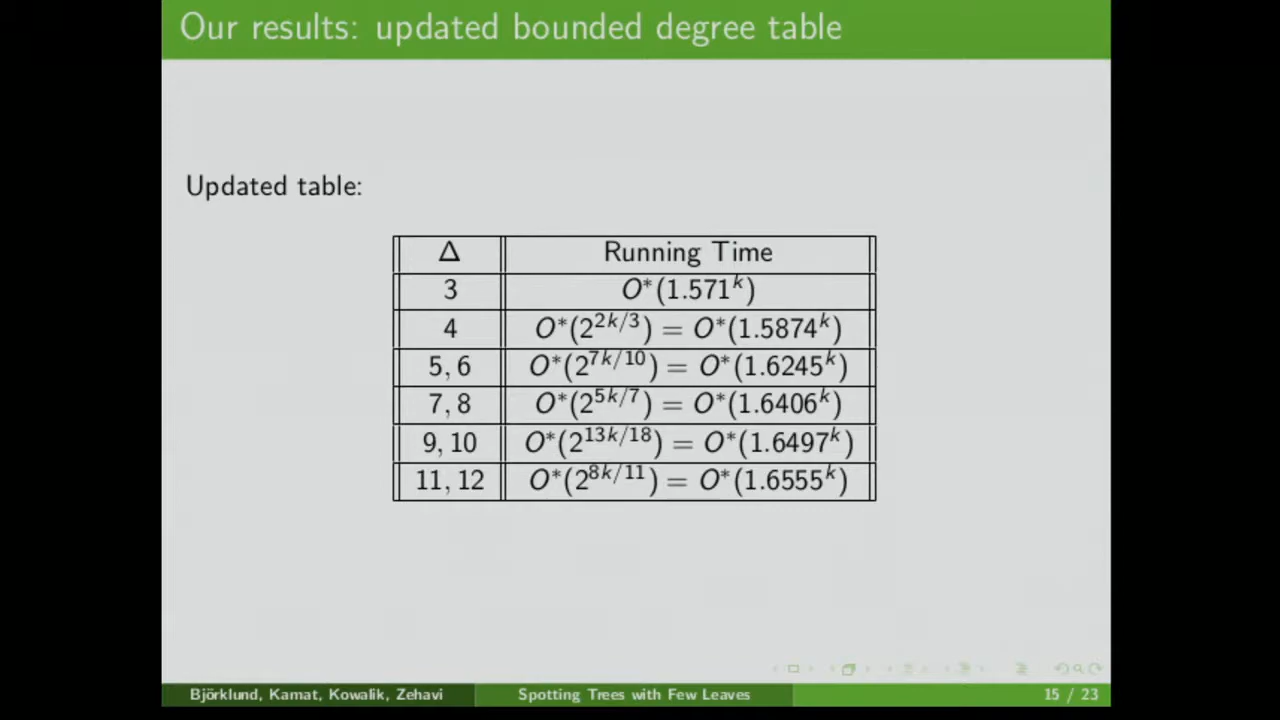 Our results: updated bounded degree table
Updated table:
Δ Running Time
3 O*(1.571^k)
4 O*(2^{2k/3}) = O*(1.5874^k)
5, 6 O*(2^{7k/10}) = O*(1.6245^k)
7, 8 O*(2^{5k/7}) = O*(1.6406^k)
9, 10 O*(2^{13k/18}) = O*(1.6497^k)
11, 12 O*(2^{8k/11}) = O*(1.6555^k)
Björklund, Kamat, Kowalik, Zehavi Spotting Trees with Few Leaves 15 / 23